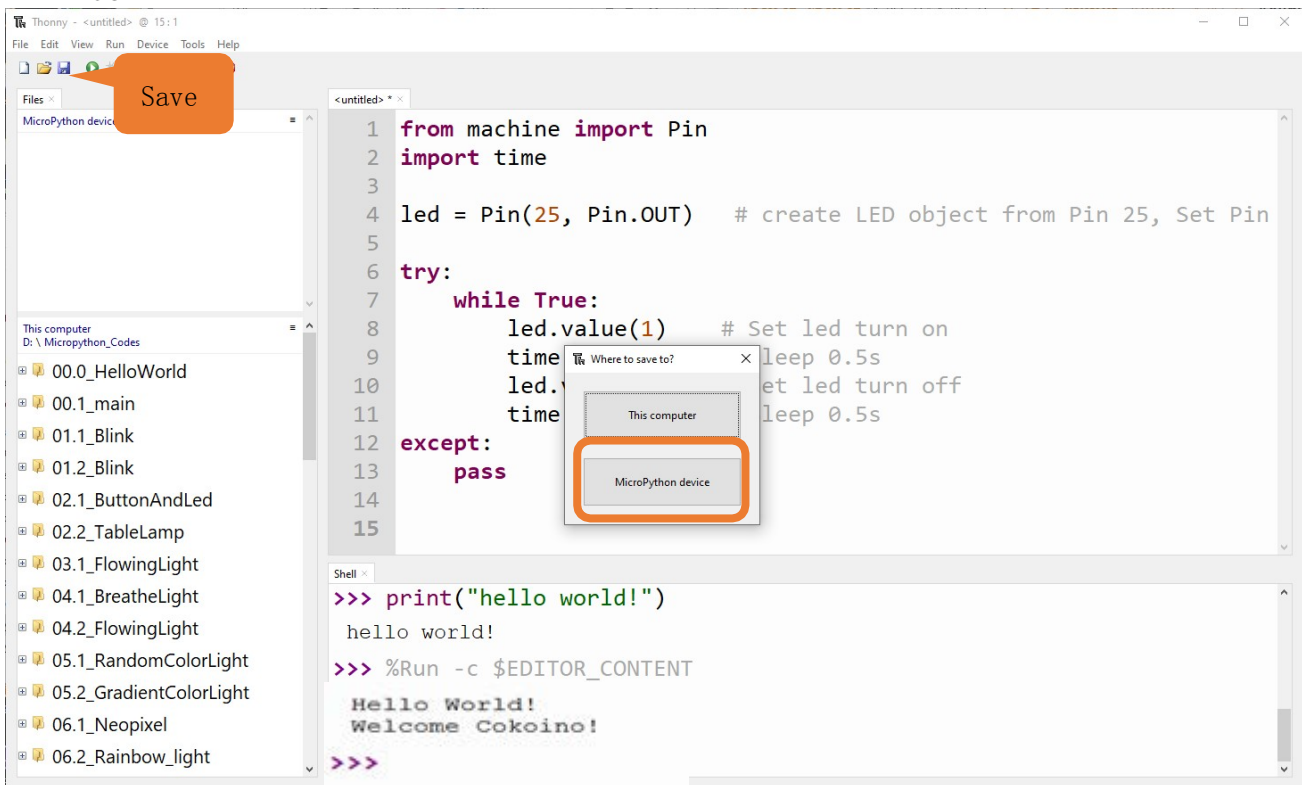 Thonny - <untitled> @ 15:1
File Edit View Run Device Tools Help
Save
Files
MicroPython devic
This computer
D: \ Micropython_Codes
00.0_HelloWorld
00.1_main
01.1_Blink
01.2_Blink
02.1_ButtonAndLed
02.2_TableLamp
03.1_FlowingLight
04.1_BreatheLight
04.2_FlowingLight
05.1_RandomColorLight
05.2_GradientColorLight
06.1_Neopixel
06.2_Rainbow_light
<untitled> *
1 from machine import Pin
2 import time
3
4 led = Pin(25, Pin.OUT) # create LED object from Pin 25, Set Pin
5
6 try:
7 while True:
8 led.value(1) # Set led turn on
9 time leep 0.5s
10 led. et led turn off
11 time leep 0.5s
12 except:
13 pass
14
15
Where to save to?
This computer
MicroPython device
Shell
>>> print("hello world!")
hello world!
>>> %Run -c $EDITOR_CONTENT
Hello World!
Welcome Cokoino!
>>>